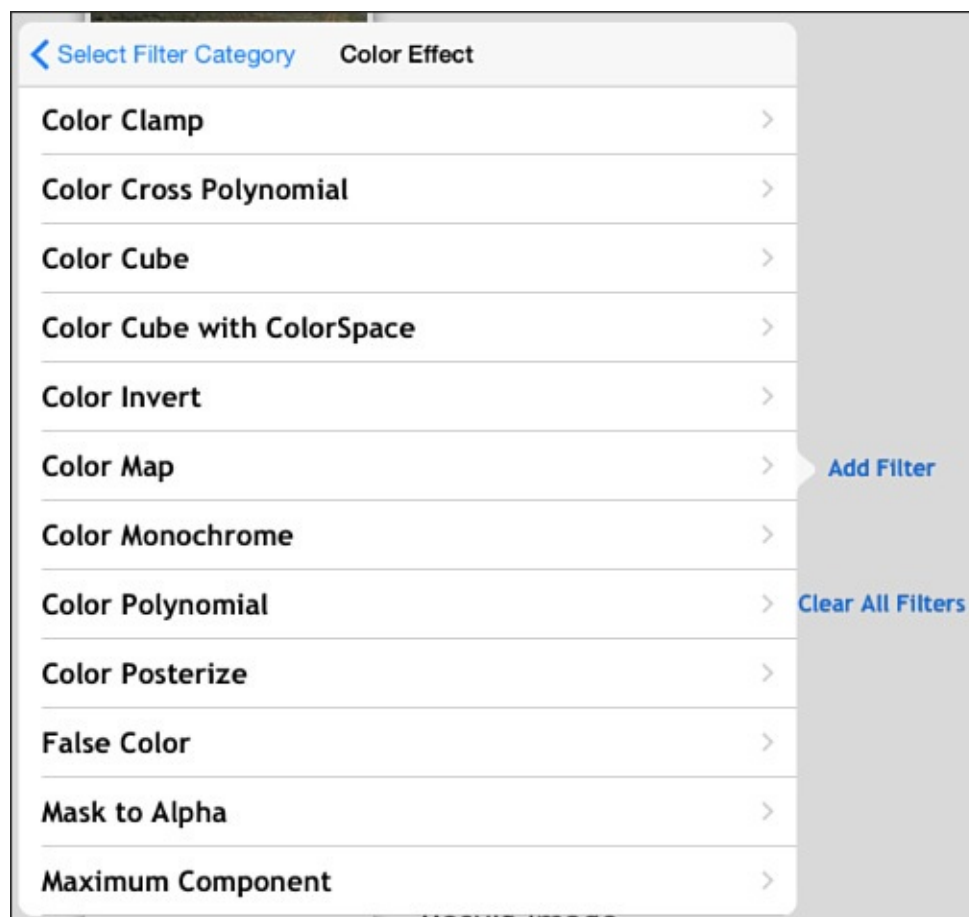 Select Filter Category Color Effect
Color Clamp
Color Cross Polynomial
Color Cube
Color Cube with ColorSpace
Color Invert
Color Map
Add Filter
Color Monochrome
Color Polynomial
Clear All Filters
Color Posterize
False Color
Mask to Alpha
Maximum Component